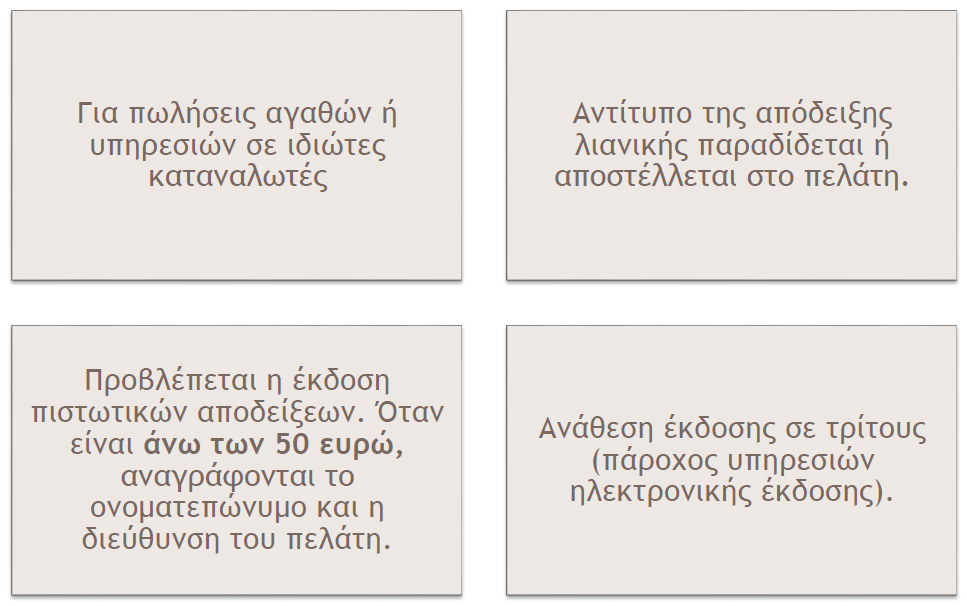 Για πωλήσεις αγαθών ή
υπηρεσιών σε ιδιώτες
καταναλωτές
Αντίτυπο της απόδειξης
λιανικής παραδίδεται ή
αποστέλλεται στο πελάτη.
Προβλέπεται η έκδοση
πιστωτικών αποδείξεων. Όταν
είναι άνω των 50 ευρώ,
αναγράφονται το
ονοματεπώνυμο και η
διεύθυνση του πελάτη.
Ανάθεση έκδοσης σε τρίτους
(πάροχος υπηρεσιών
ηλεκτρονικής έκδοσης).